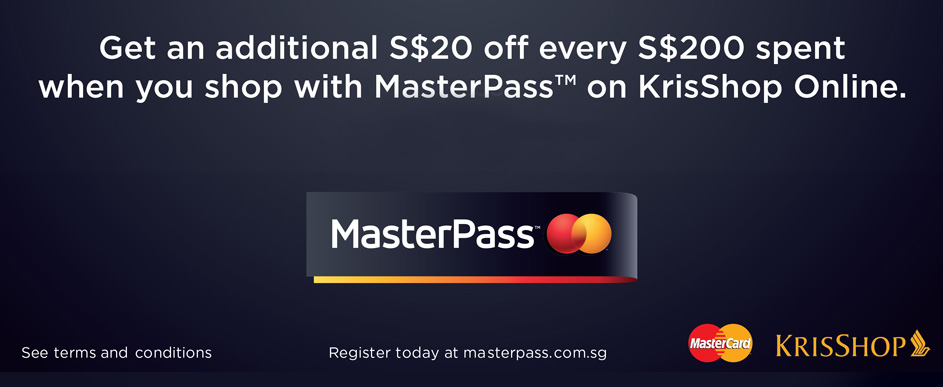 Get an additional S$20 off every S$200 spent
when you shop with MasterPass™ on KrisShop Online.
MasterPass™
See terms and conditions
Register today at masterpass.com.sg
MasterCard
KRISSHOP